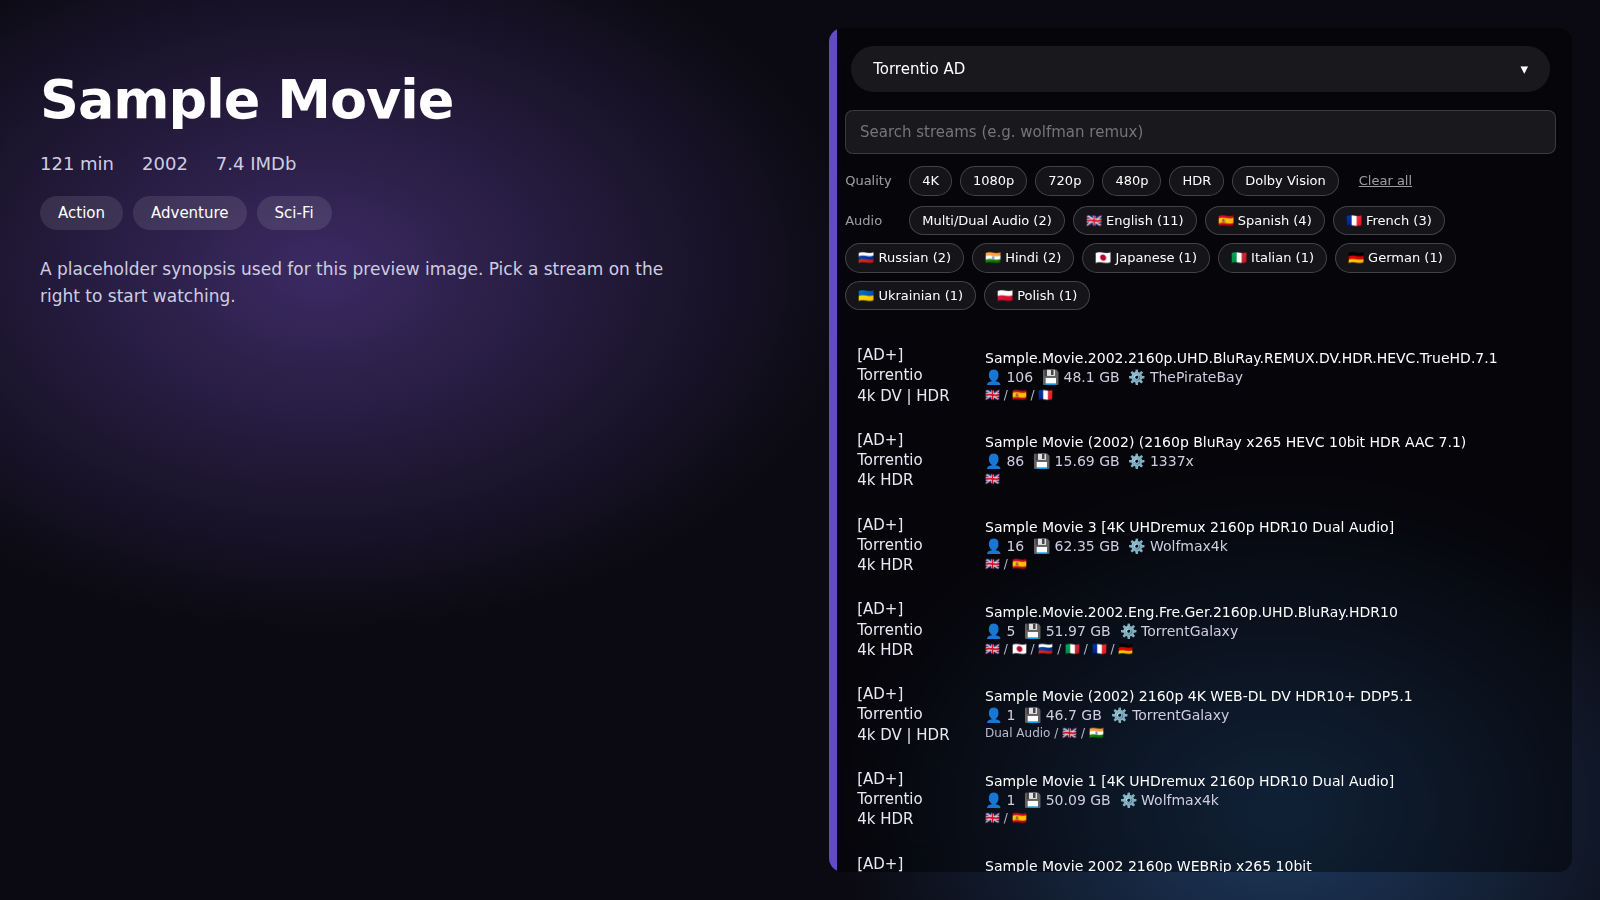 Sample Movie
121 min 2002 7.4 IMDb
Action Adventure Sci-Fi
A placeholder synopsis used for this preview image. Pick a stream on the
right to start watching.
Torrentio AD
Search streams (e.g. wolfman remux)
Quality 4K 1080p 720p 480p HDR Dolby Vision Clear all
Audio Multi/Dual Audio (2) English (11) Spanish (4) French (3)
Russian (2) Hindi (2) Japanese (1) Italian (1) German (1)
Ukrainian (1) Polish (1)
[AD+]
Torrentio
4k DV | HDR
Sample.Movie.2002.2160p.UHD.BluRay.REMUX.DV.HDR.HEVC.TrueHD.7.1
106 48.1 GB ThePirateBay
/ /
[AD+]
Torrentio
4k HDR
Sample Movie (2002) (2160p BluRay x265 HEVC 10bit HDR AAC 7.1)
86 15.69 GB 1337x
[AD+]
Torrentio
4k HDR
Sample Movie 3 [4K UHDremux 2160p HDR10 Dual Audio]
16 62.35 GB Wolfmax4k
/
[AD+]
Torrentio
4k HDR
Sample.Movie.2002.Eng.Fre.Ger.2160p.UHD.BluRay.HDR10
5 51.97 GB TorrentGalaxy
/ / / / /
[AD+]
Torrentio
4k DV | HDR
Sample Movie (2002) 2160p 4K WEB-DL DV HDR10+ DDP5.1
1 46.7 GB TorrentGalaxy
Dual Audio / /
[AD+]
Torrentio
4k HDR
Sample Movie 1 [4K UHDremux 2160p HDR10 Dual Audio]
1 50.09 GB Wolfmax4k
/
[AD+]
Sample Movie 2002 2160p WEBRip x265 10bit